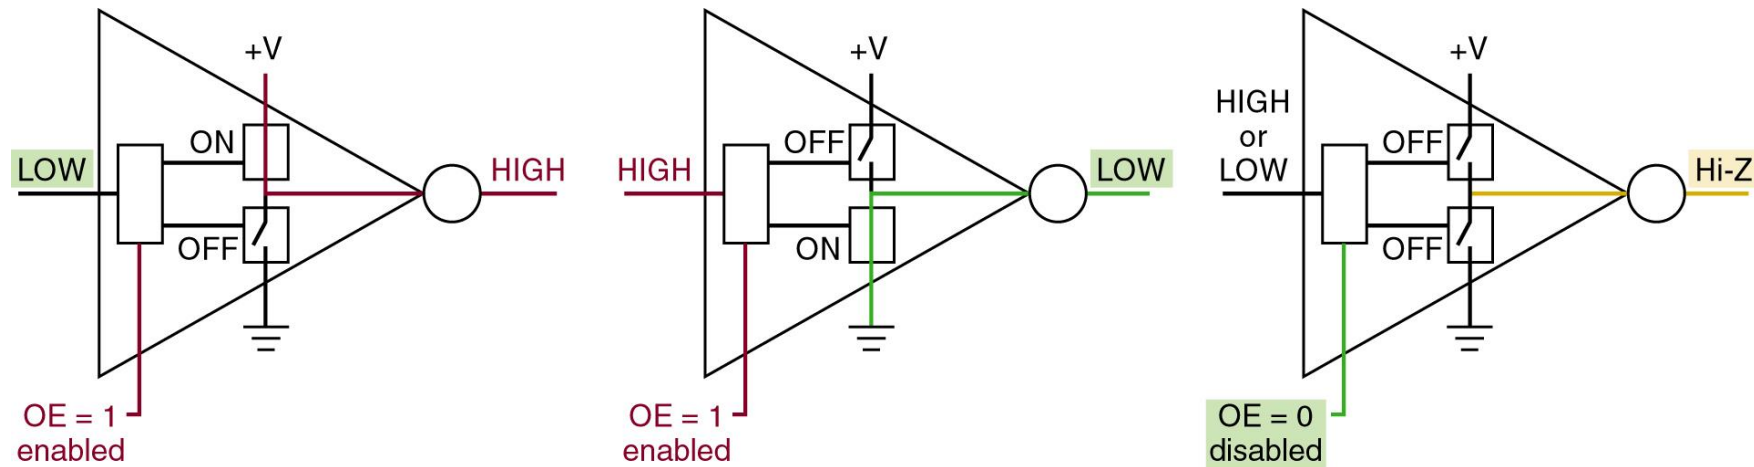 +V
ON
LOW
HIGH
OFF
OE = 1
enabled
+V
OFF
HIGH
LOW
ON
OE = 1
enabled
+V
HIGH
or
LOW
OFF
Hi-Z
OFF
OE = 0
disabled